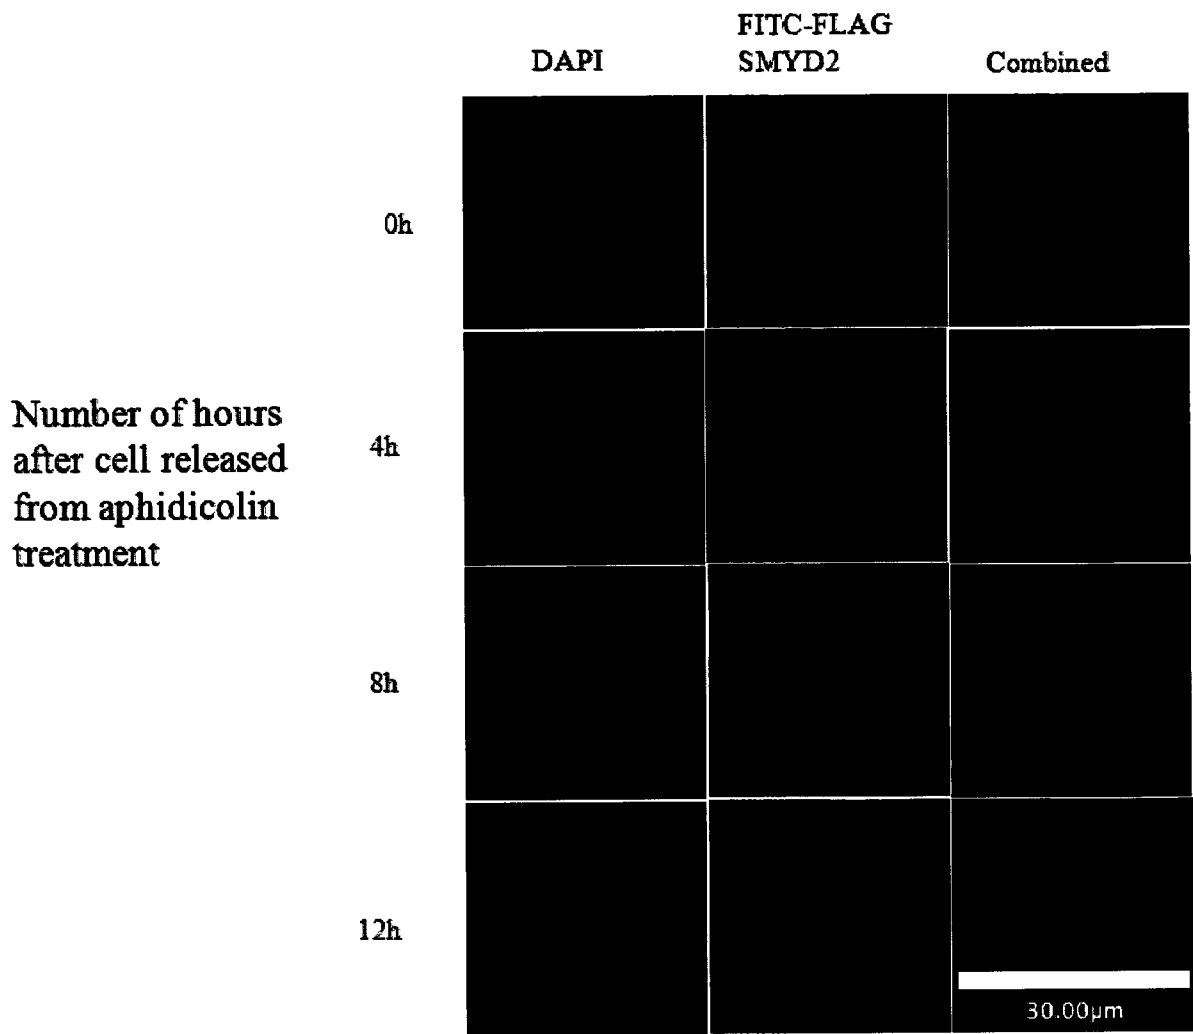 FITC-FLAG
DAPI SMYD2 Combined
0h
Number of hours
after cell released
from aphidicolin
treatment
4h
8h
12h
30.00µm